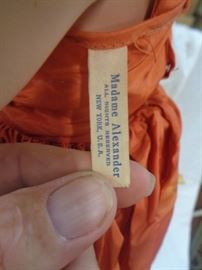 Madame Alexander
ALL RIGHTS RESERVED
NEW YORK, U.S.A.